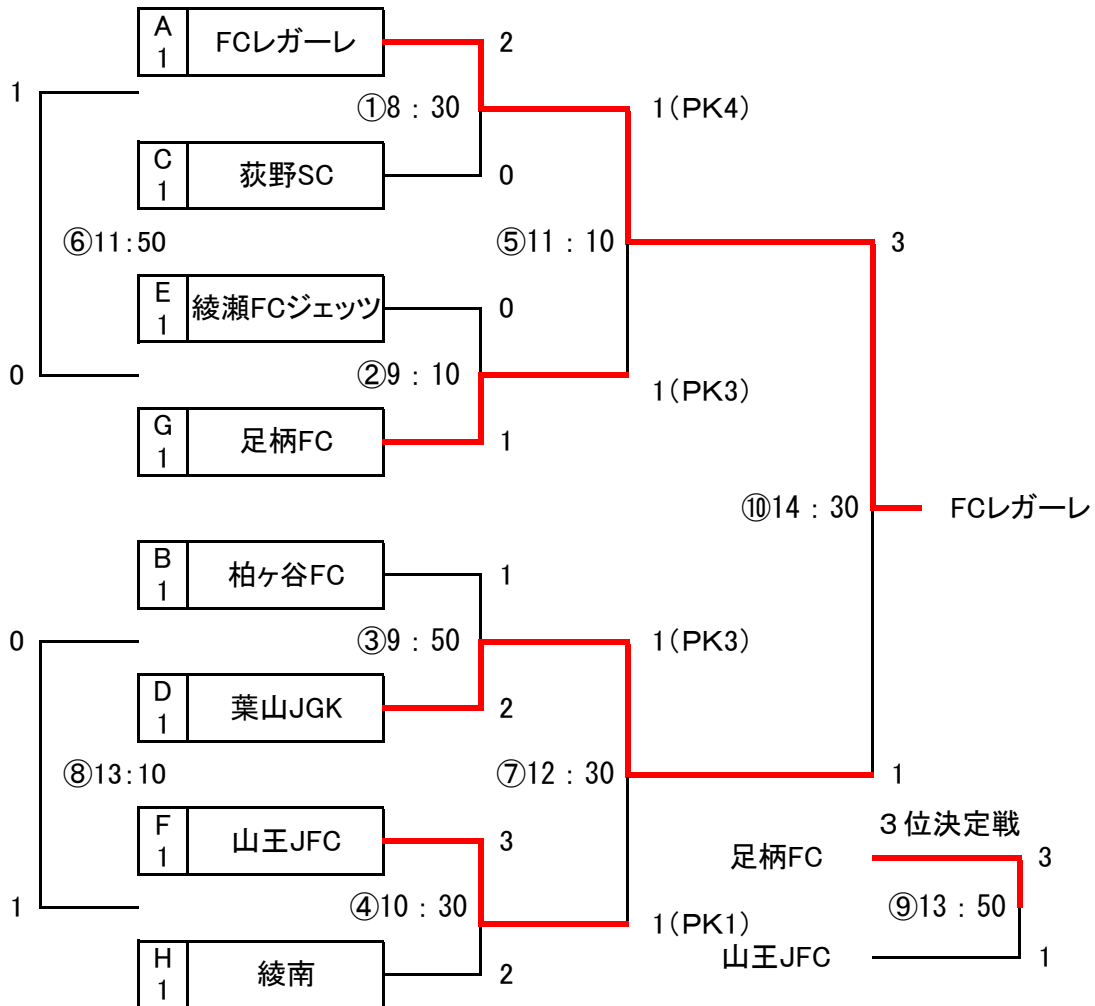 A
1
FCレガーレ
2
1
①8：30
1(PK4)
C
1
荻野SC
0
⑥11:50
⑤11：10
3
E
1
綾瀬FCジェッツ
0
0
②9：10
1(PK3)
G
1
足柄FC
1
⑩14：30
FCレガーレ
B
1
柏ヶ谷FC
1
0
③9：50
1(PK3)
D
1
葉山JGK
2
⑧13:10
⑦12：30
1
F
1
山王JFC
3
３位決定戦
足柄FC
3
1
④10：30
1(PK1)
⑨13：50
山王JFC
1
H
1
綾南
2